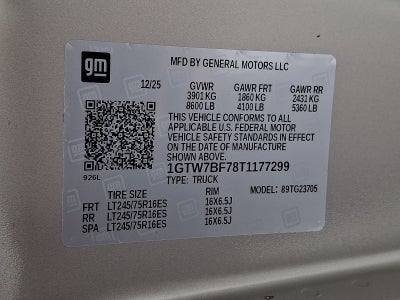 gm
MFD BY GENERAL MOTORS LLC
12/25 GVWR GAWR FRT GAWR RR
3901 KG 1860 KG 2431 KG
8600 LB 4100 LB 5360 LB
THIS VEHICLE CONFORMS TO ALL
APPLICABLE U.S. FEDERAL MOTOR
VEHICLE SAFETY STANDARDS IN EFFECT
ON THE DATE OF MANUFACTURE
SHOWN ABOVE.
926L 1GTW7BF78T1177299
TYPE: TRUCK
TIRE SIZE RIM MODEL: 89TG23705
FRT LT245/75R16ES 16X6.5J
RR LT245/75R16ES 16X6.5J
SPA LT245/75R16ES 16X6.5J